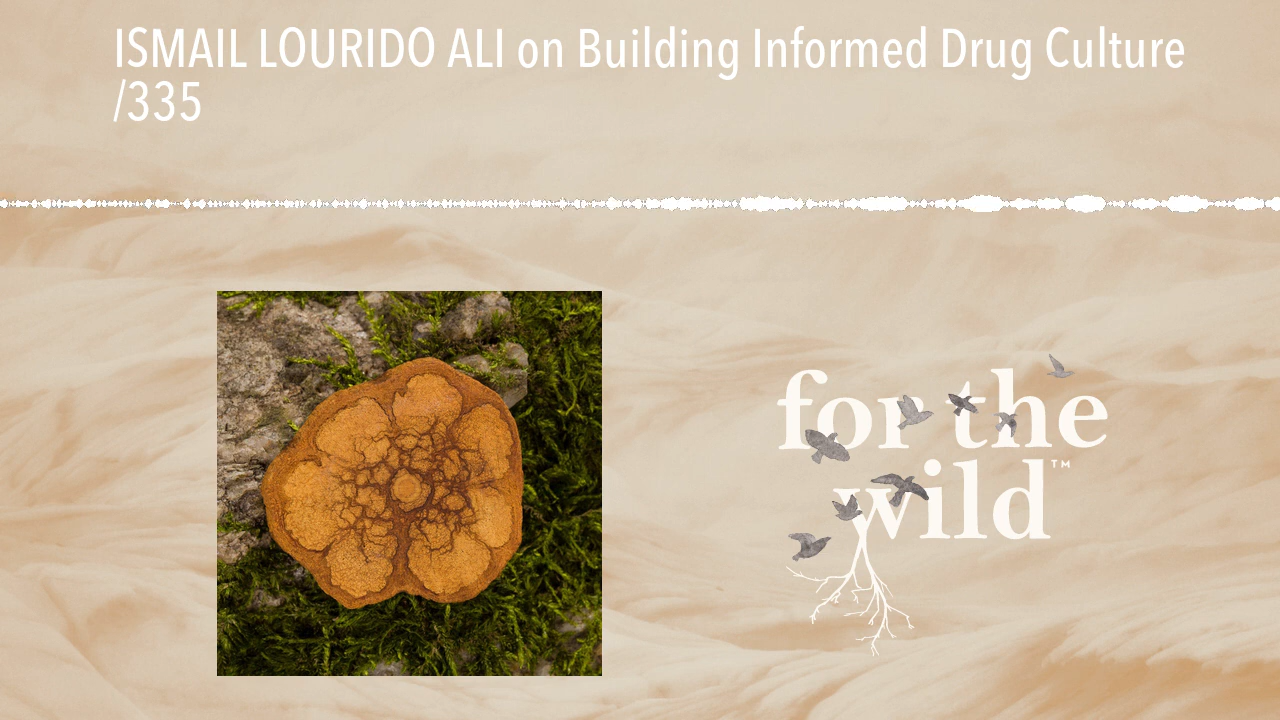 ISMAIL LOURIDO ALI on Building Informed Drug Culture
/335
for the
wild™